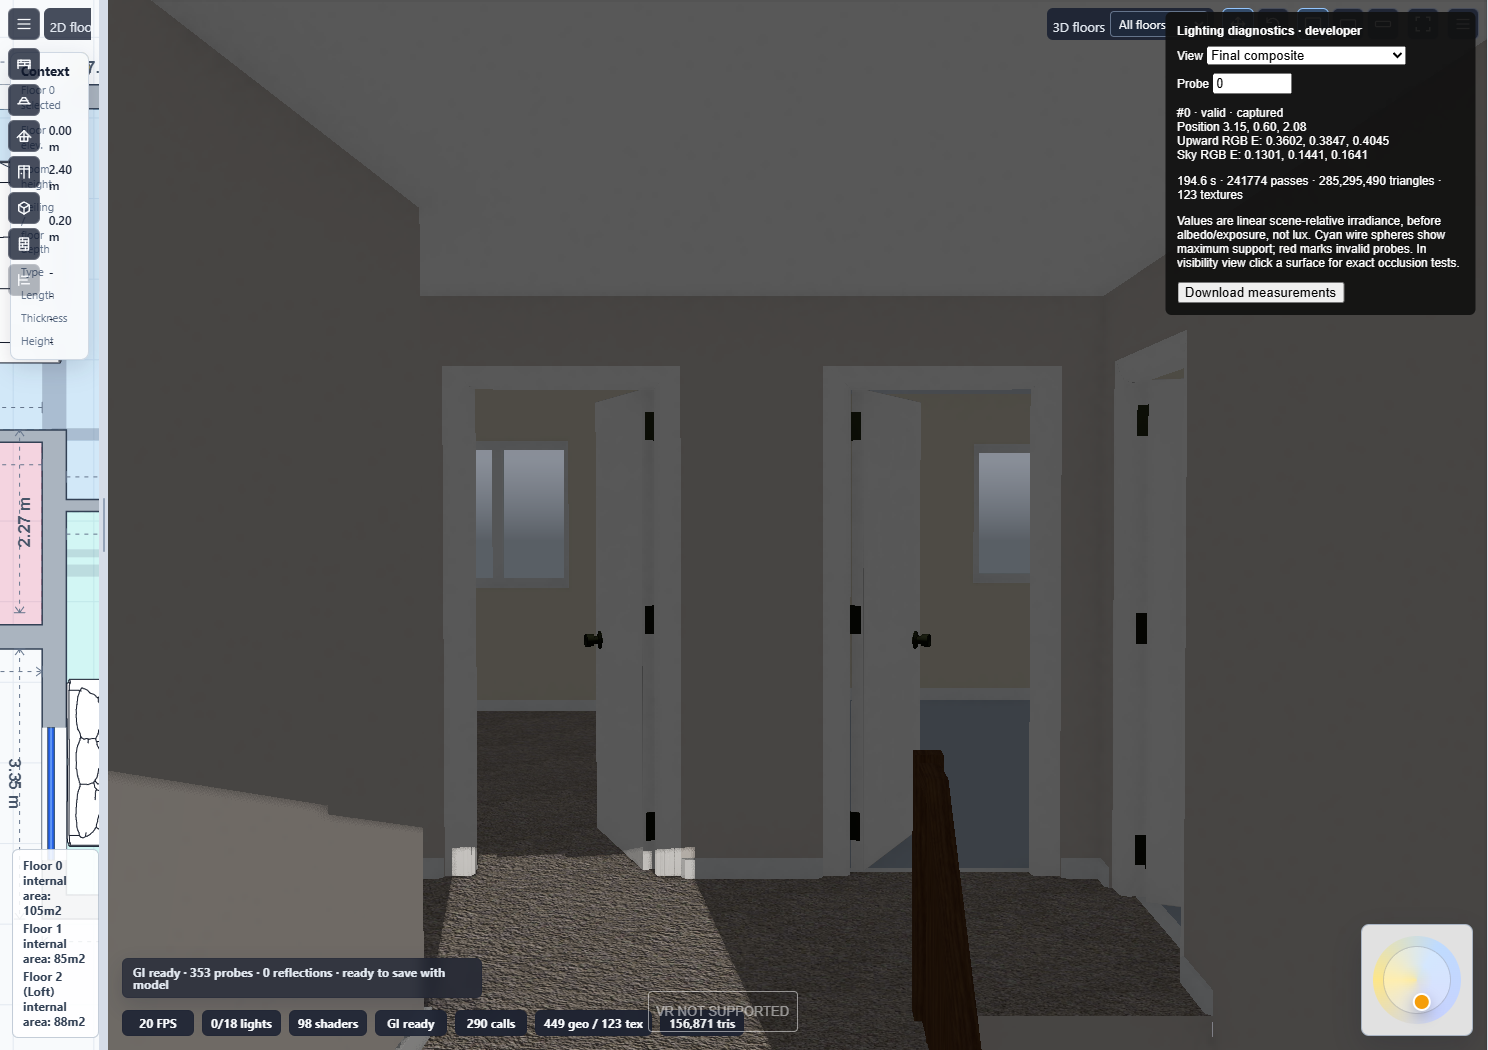 2D floo
Context
Floor 0
selected
0.00
m
2.40
height
m
0.20
m
Type -
Length
-
Thickness
-
Height
-
7.
2.27 m
3.35 m
Floor 0
internal
area:
105m2
Floor 1
internal
area: 85m2
Floor 2
(Loft)
internal
area: 88m2
3D floors
All floors
Lighting diagnostics · developer
View Final composite
Probe 0
#0 · valid · captured
Position 3.15, 0.60, 2.08
Upward RGB E: 0.3602, 0.3847, 0.4045
Sky RGB E: 0.1301, 0.1441, 0.1641
194.6 s · 241774 passes · 285,295,490 triangles ·
123 textures
Values are linear scene-relative irradiance, before
albedo/exposure, not lux. Cyan wire spheres show
maximum support; red marks invalid probes. In
visibility view click a surface for exact occlusion tests.
Download measurements
GI ready · 353 probes · 0 reflections · ready to save with
model
VR NOT SUPPORTED
20 FPS
0/18 lights
98 shaders
GI ready
290 calls
449 geo / 123 tex
156,871 tris